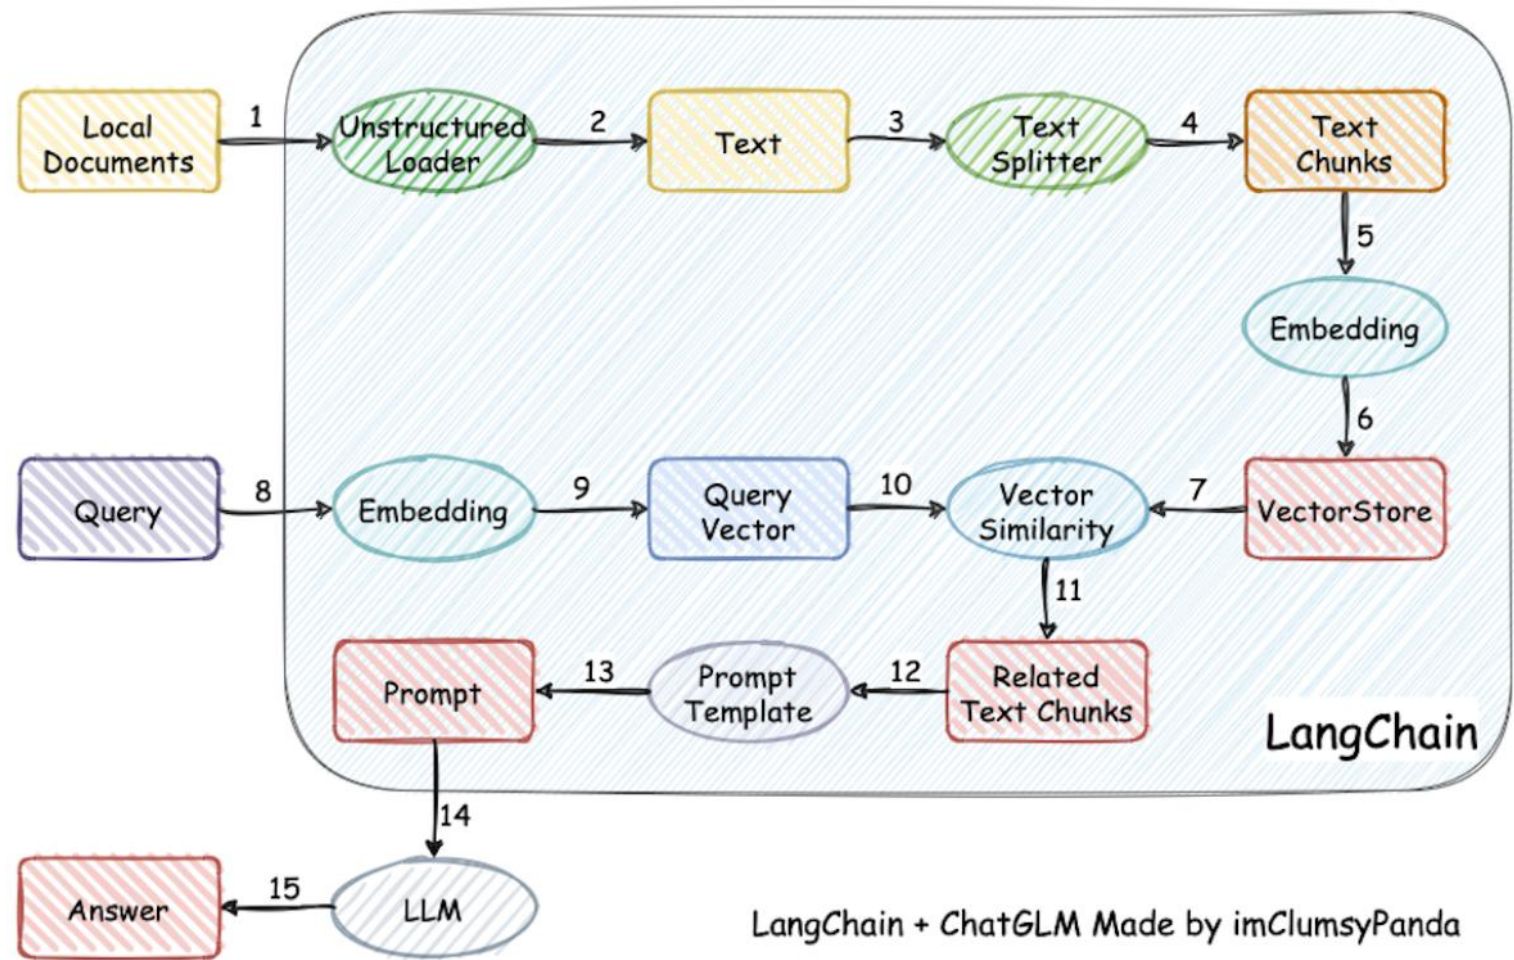 1
2
3
4
Local
Documents
Unstructured
Loader
Text
Text
Splitter
Text
Chunks
5
Embedding
6
8
9
10
7
Query
Embedding
Query
Vector
Vector
Similarity
VectorStore
11
13
12
Prompt
Prompt
Template
Related
Text Chunks
LangChain
14
15
Answer
LLM
LangChain + ChatGLM Made by imClumsyPanda